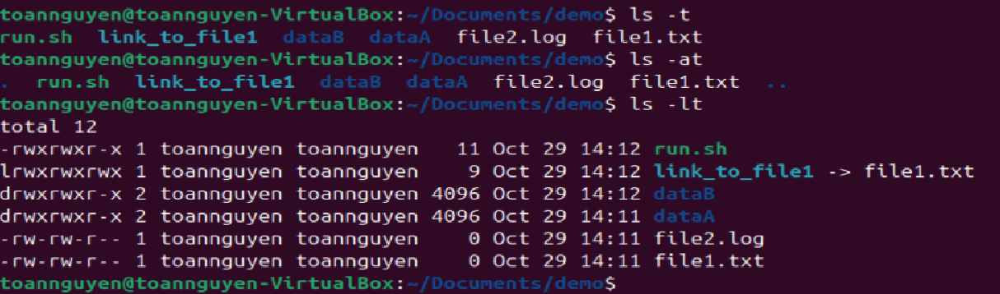 toannguyen@toannguyen-VirtualBox:~/Documents/demo$ ls -t
run.sh  link_to_file1  dataB  dataA  file2.log  file1.txt
toannguyen@toannguyen-VirtualBox:~/Documents/demo$ ls -at
.  run.sh  link_to_file1  dataB  dataA  file2.log  file1.txt  ..
toannguyen@toannguyen-VirtualBox:~/Documents/demo$ ls -lt
total 12
-rwxrwxr-x 1 toannguyen toannguyen   11 Oct 29 14:12 run.sh
lrwxrwxrwx 1 toannguyen toannguyen    9 Oct 29 14:12 link_to_file1 -> file1.txt
drwxrwxr-x 2 toannguyen toannguyen 4096 Oct 29 14:12 dataB
drwxrwxr-x 2 toannguyen toannguyen 4096 Oct 29 14:11 dataA
-rw-rw-r-- 1 toannguyen toannguyen    0 Oct 29 14:11 file2.log
-rw-rw-r-- 1 toannguyen toannguyen    0 Oct 29 14:11 file1.txt
toannguyen@toannguyen-VirtualBox:~/Documents/demo$